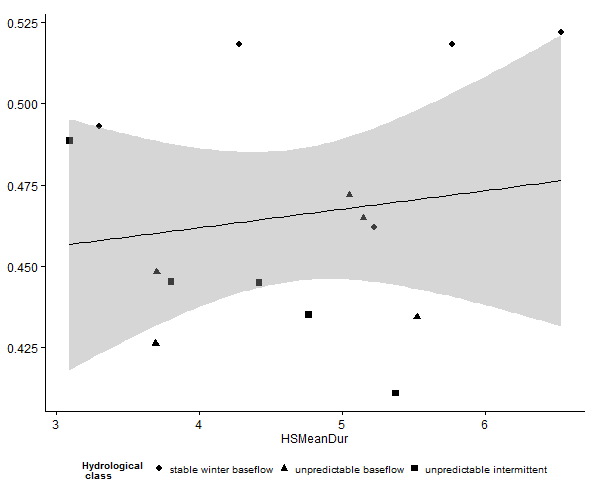 0.525
0.500
0.475
0.450
0.425
3 4 5 6
HSMeanDur
Hydrological
class
stable winter baseflow unpredictable baseflow unpredictable intermittent